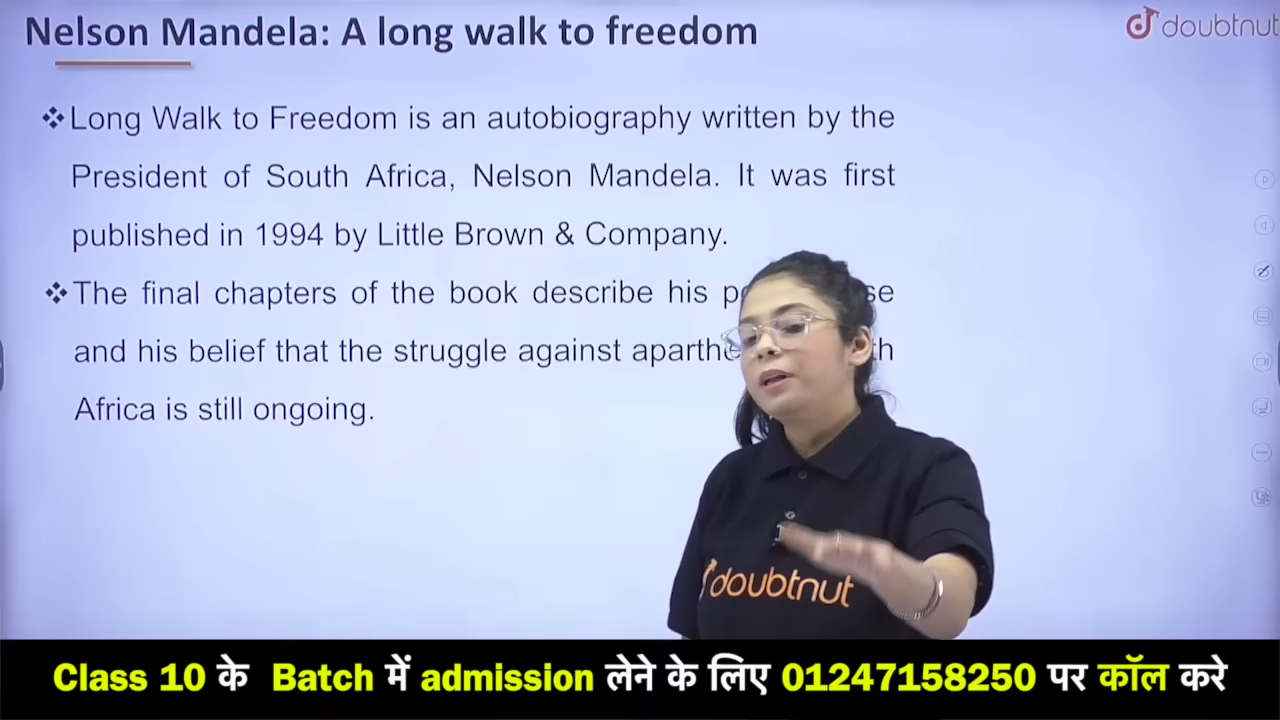 Nelson Mandela: A long walk to freedom
doubtnut
❖Long Walk to Freedom is an autobiography written by the
President of South Africa, Nelson Mandela. It was first
published in 1994 by Little Brown & Company.
❖The final chapters of the book describe his
and his belief that the struggle against
Africa is still ongoing.
doubtnut
Class 10 के Batch में admission लेने के लिए 01247158250 पर कॉल करे